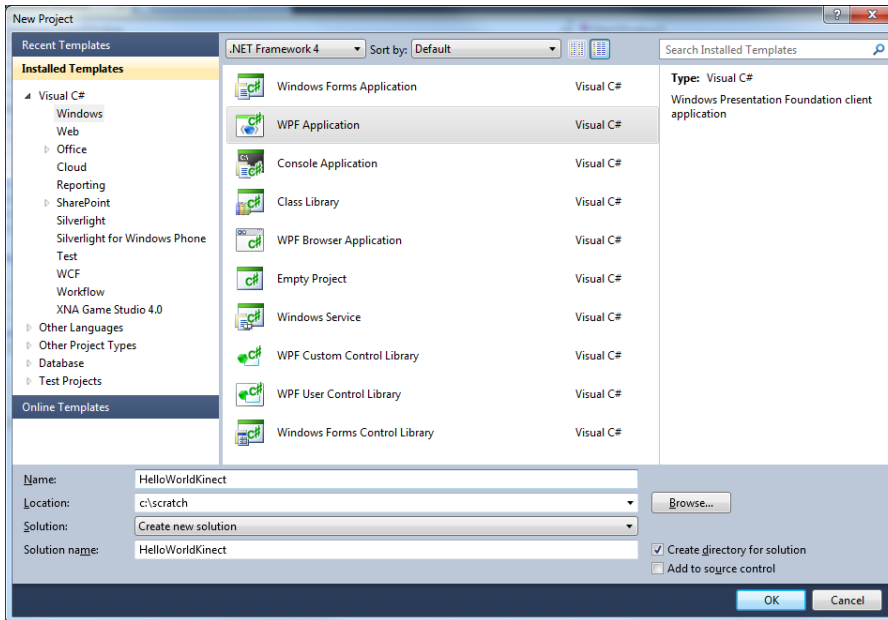 New Project
Recent Templates
Installed Templates
Visual C#
Windows
Web
Office
Cloud
Reporting
SharePoint
Silverlight
Silverlight for Windows Phone
Test
WCF
Workflow
XNA Game Studio 4.0
Other Languages
Other Project Types
Database
Test Projects
Online Templates
.NET Framework 4 Sort by: Default
Windows Forms Application Visual C#
WPF Application Visual C#
Console Application Visual C#
Class Library Visual C#
WPF Browser Application Visual C#
Empty Project Visual C#
Windows Service Visual C#
WPF Custom Control Library Visual C#
WPF User Control Library Visual C#
Windows Forms Control Library Visual C#
Search Installed Templates
Type: Visual C#
Windows Presentation Foundation client
application
Name: HelloWorldKinect
Location: c:\scratch Browse...
Solution: Create new solution
Solution name: HelloWorldKinect
Create directory for solution
Add to source control
OK Cancel